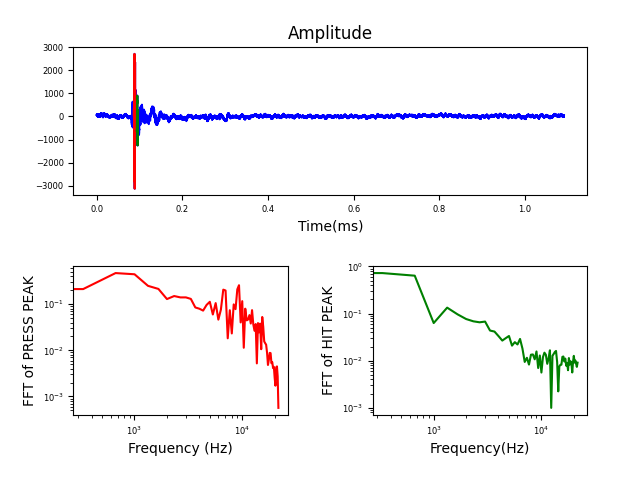 Amplitude
3000
2000
1000
0
−1000
−2000
−3000
0.0 0.2 0.4 0.6 0.8 1.0
Time(ms)
FFT of PRESS PEAK
10⁻¹
10⁻²
10⁻³
10³ 10⁴
Frequency (Hz)
FFT of HIT PEAK
10⁰
10⁻¹
10⁻²
10⁻³
10³ 10⁴
Frequency(Hz)